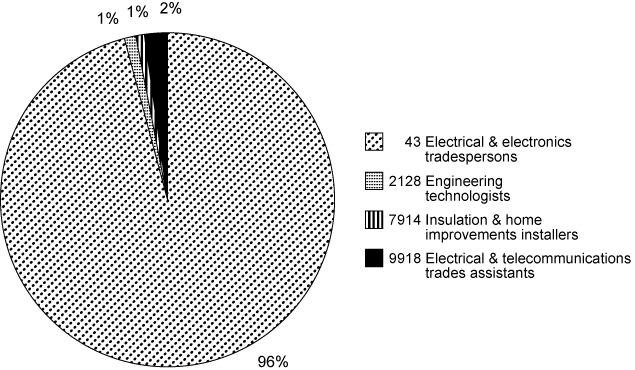 1% 1% 2%
43 Electrical & electronics
tradespersons
2128 Engineering
technologists
7914 Insulation & home
improvements installers
9918 Electrical & telecommunications
trades assistants
96%